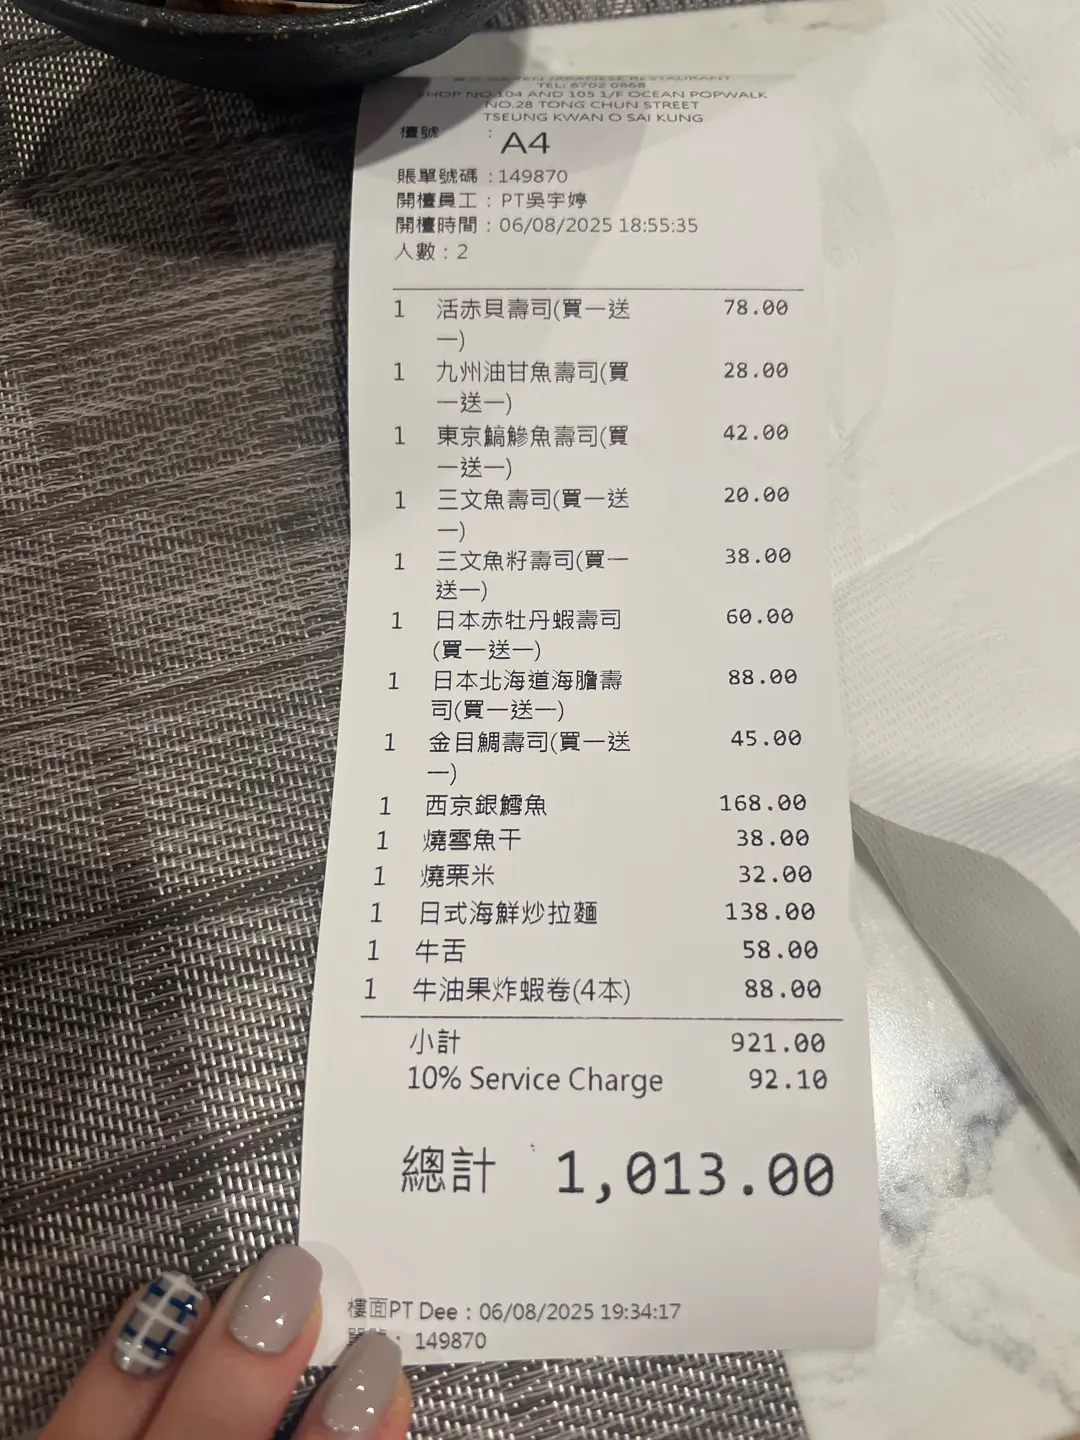 JAPANESE RESTAURANT
TEL: 6702 0868
SHOP NO.104 AND 105 1/F OCEAN POPWALK
NO.28 TONG CHUN STREET
TSEUNG KWAN O SAI KUNG
檯號 : A4
賬單號碼 : 149870
開檯員工 : PT吳宇婷
開檯時間 : 06/08/2025 18:55:35
人數 : 2
1 活赤貝壽司(買一送 78.00
一)
1 九州油甘魚壽司(買 28.00
一送一)
1 東京鰝鰺魚壽司(買 42.00
一送一)
1 三文魚壽司(買一送 20.00
一)
1 三文魚籽壽司(買一 38.00
送一)
1 日本赤牡丹蝦壽司 60.00
(買一送一)
1 日本北海道海膽壽 88.00
司(買一送一)
1 金目鯛壽司(買一送 45.00
一)
1 西京銀鱈魚 168.00
1 燒雪魚干 38.00
1 燒粟米 32.00
1 日式海鮮炒拉麵 138.00
1 牛舌 58.00
1 牛油果炸蝦卷(4本) 88.00
小計 921.00
10% Service Charge 92.10
總計 1,013.00
樓面PT Dee : 06/08/2025 19:34:17
單號 : 149870